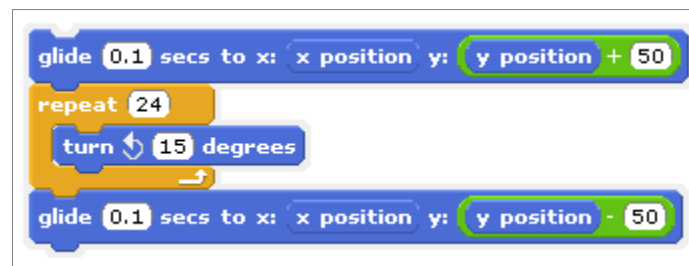 glide 0.1 secs to x: x position y: y position + 50
repeat 24
turn 15 degrees
glide 0.1 secs to x: x position y: y position - 50